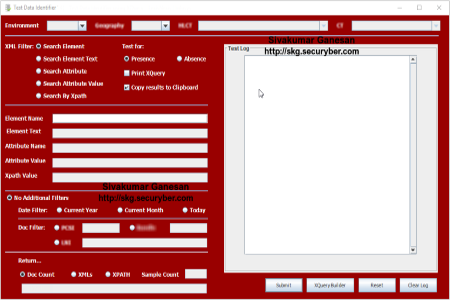 Test Data Identifier
Environment HLCT CT
Sivakumar Ganesan
http://skg.securyber.com
XML Filter: Search Element Test for: Test Log
Search Element Text Presence Absence
Search Attribute Print XQuery
Search Attribute Value Copy results to Clipboard
Search By Xpath
Element Name
Element Text
Attribute Name
Attribute Value
Xpath Value
Sivakumar Ganesan
No Additional Filters http://skg.securyber.com
Date Filter: Current Year Current Month Today
Doc Filter:
Return...
Doc Count XMLs XPATH Sample Count
Submit XQuery Builder Reset Clear Log